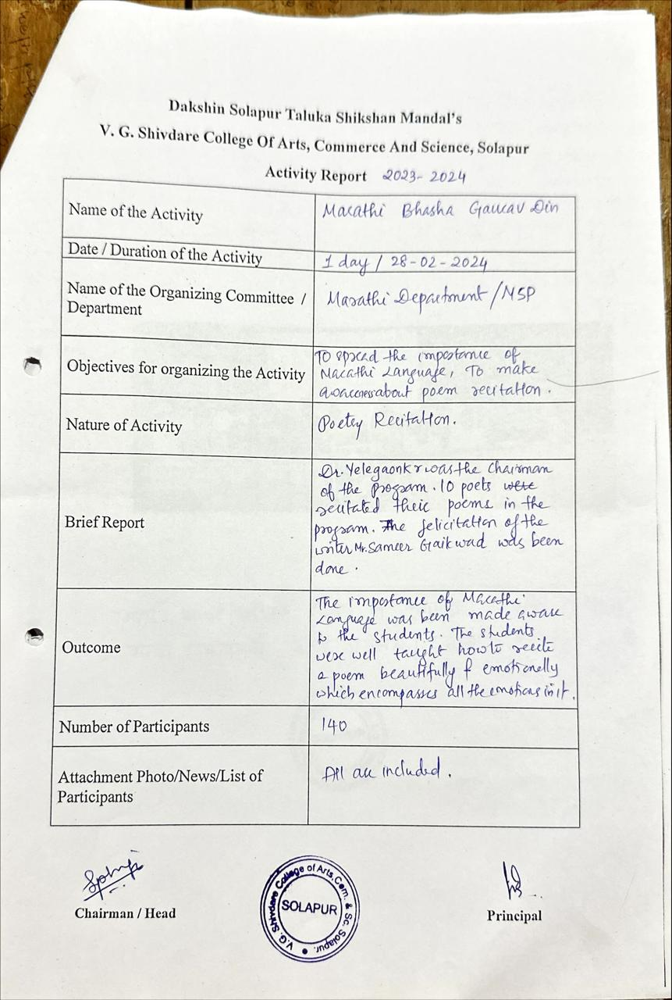 Dakshin Solapur Taluka Shikshan Mandal's
V. G. Shivdare College Of Arts, Commerce And Science, Solapur
Activity Report 2023-2024
Name of the Activity
Marathi Bhasha Gaurav Din
Date / Duration of the Activity
1 day / 28-02-2024
Name of the Organizing Committee /
Department
Marathi Department/MSP
Objectives for organizing the Activity
To spread the importance of
Marathi Language, To make
awareness about poem recitation.
Nature of Activity
Poetry Recitation.
Brief Report
Dr. Yelegaonkr was the Chairman
of the program. 10 poets were
recitated their poems in the
program. The felicitation of the
writer Mr. Sameer Gaikwad was been
done.
Outcome
The importance of Marathi
Language was been made aware
to the students. The students
were well taught how to recite
a poem beautifully & emotionally
which encompasses all the emotions in it.
Number of Participants
140
Attachment Photo/News/List of
Participants
All are included.
Chairman / Head
V.G. Shivdare College of Arts, Com. & Sc. Solapur.
SOLAPUR
Principal